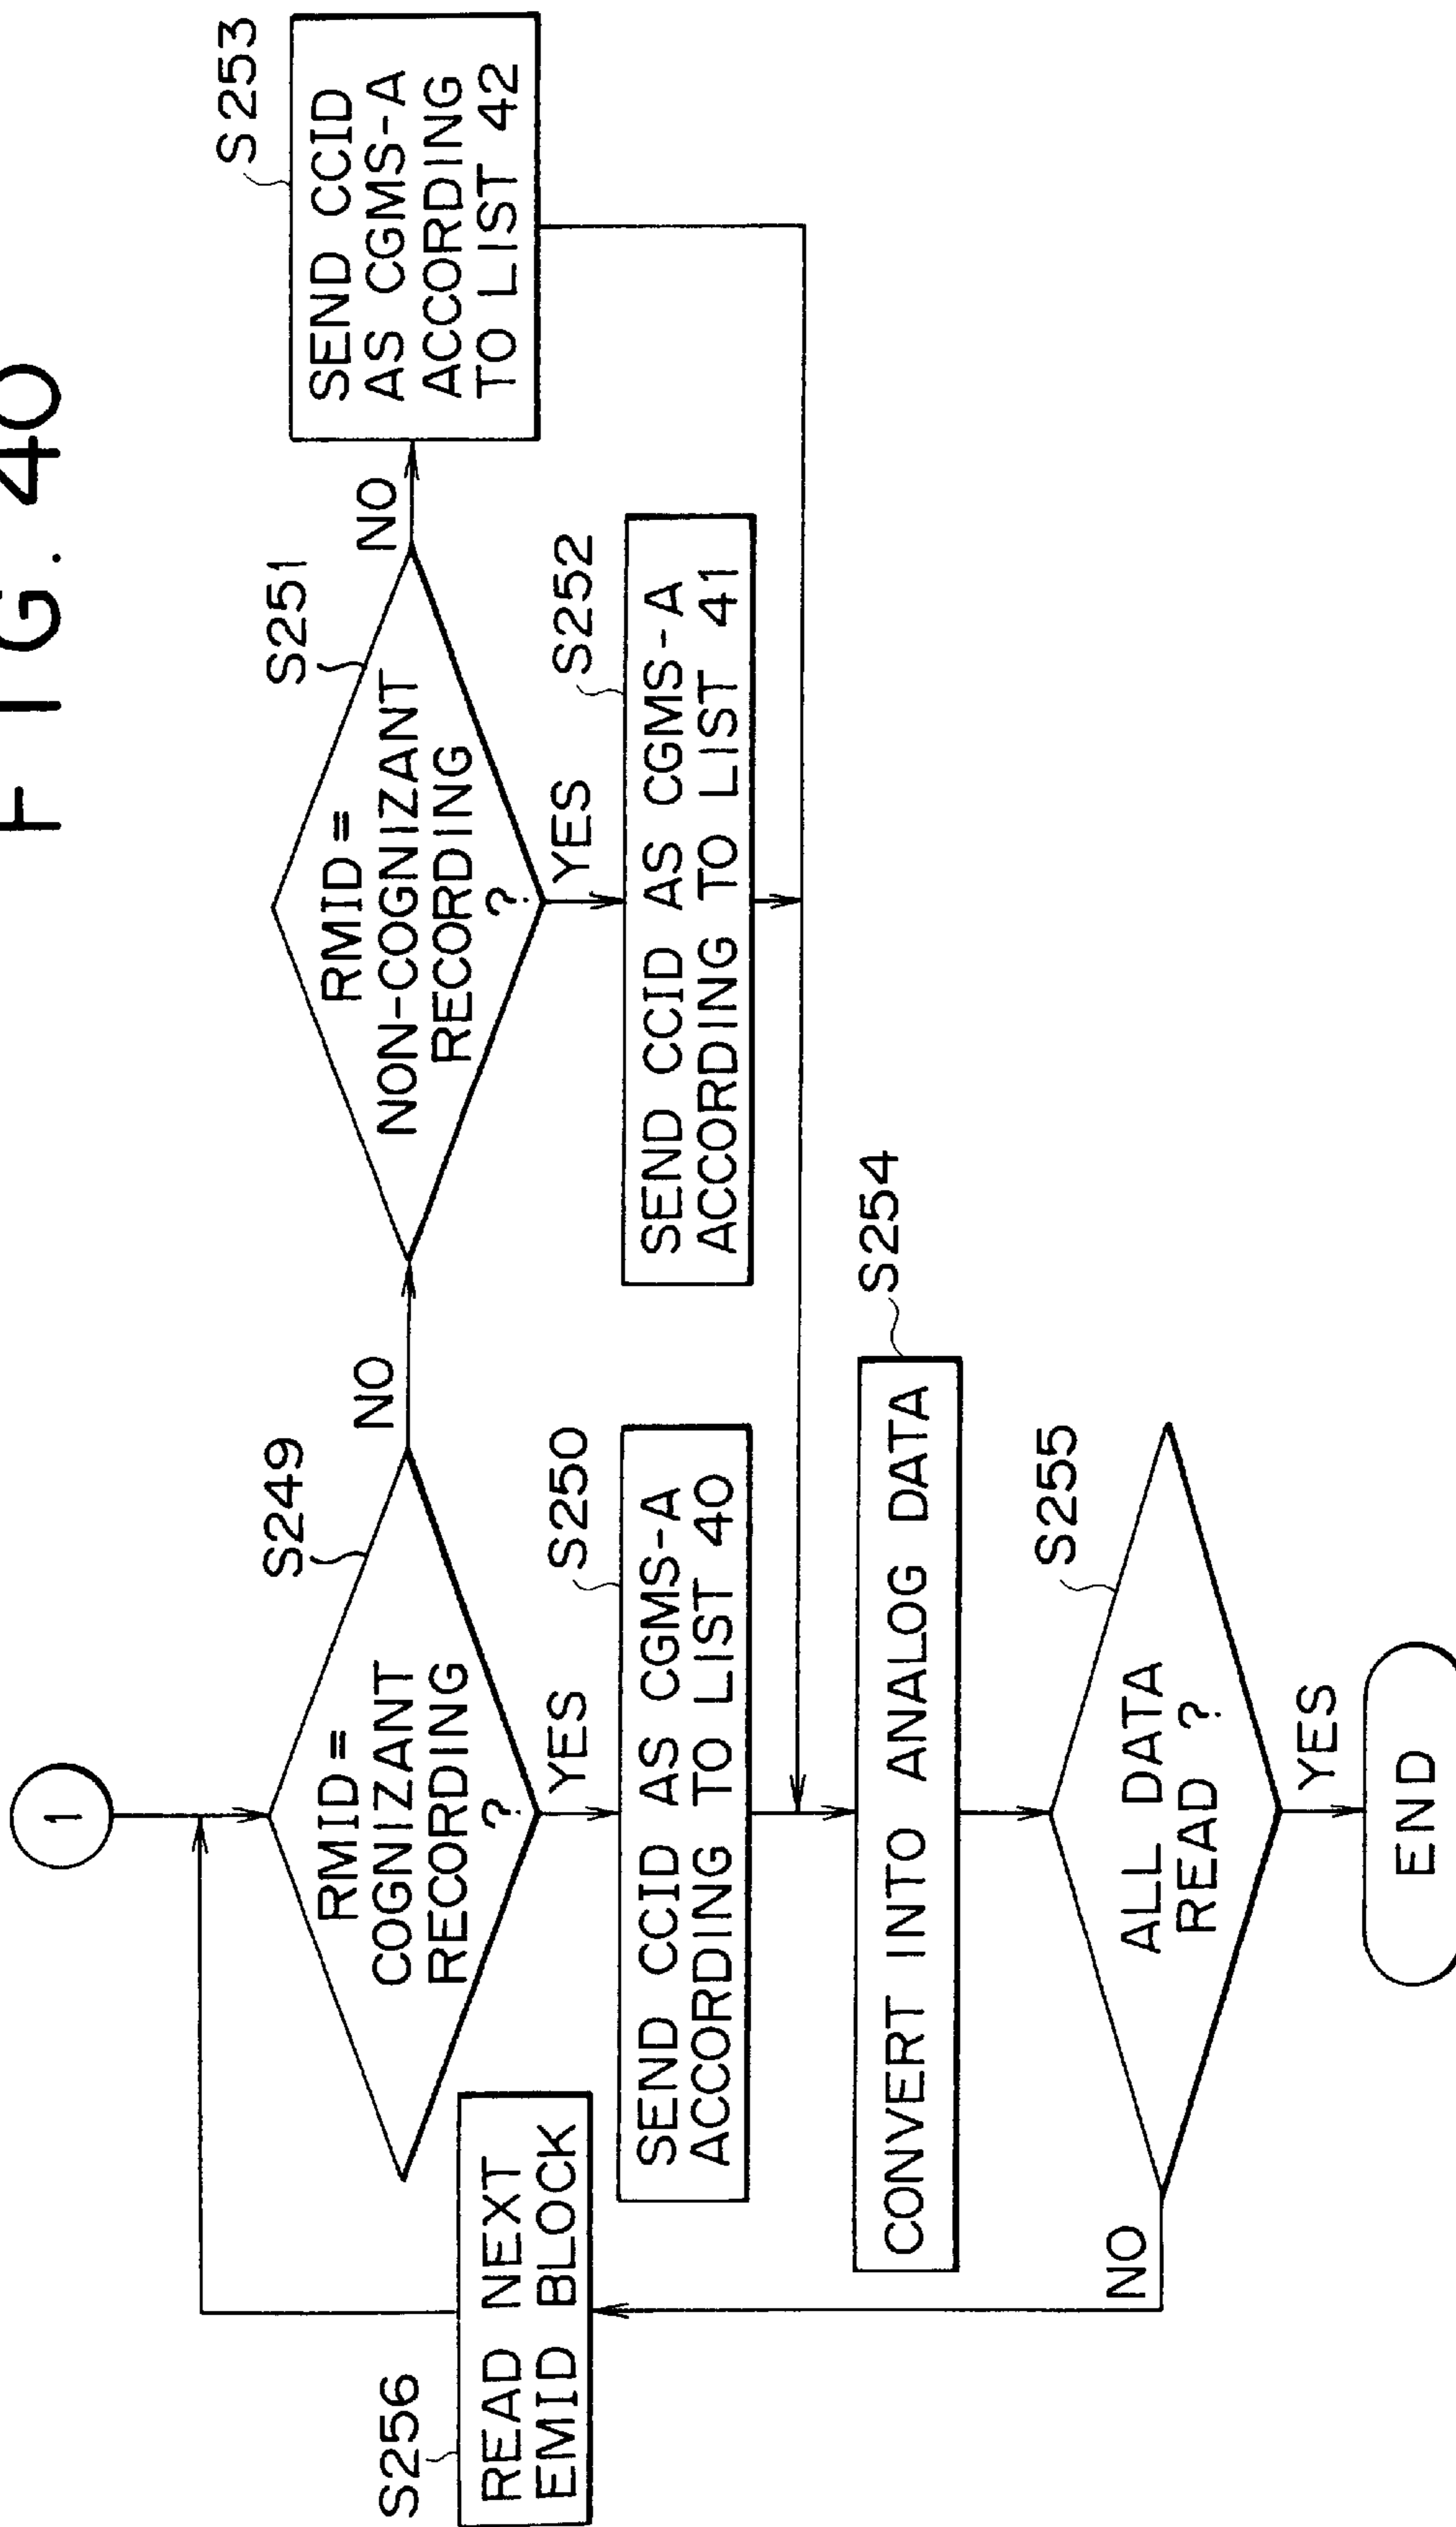 FIG. 40
1
S249
RMID =
COGNIZANT
RECORDING
?
NO
YES
S251
RMID =
NON-COGNIZANT
RECORDING
?
NO
YES
S253
SEND CCID
AS CGMS-A
ACCORDING
TO LIST 42
S256
READ NEXT
EMID BLOCK
S250
SEND CCID AS CGMS-A
ACCORDING TO LIST 40
S252
SEND CCID AS CGMS-A
ACCORDING TO LIST 41
S254
CONVERT INTO ANALOG DATA
S255
ALL DATA
READ ?
NO
YES
END